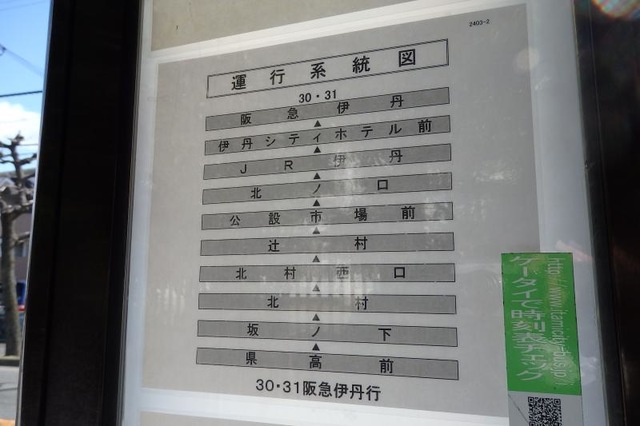 2403-2
運行系統図
30・31
阪急伊丹
伊丹シティホテル前
JR伊丹
北ノ口
公設市場前
辻村
北村西口
北村
坂ノ下
県高前
30・31阪急伊丹行
ケータイで時刻表チェック